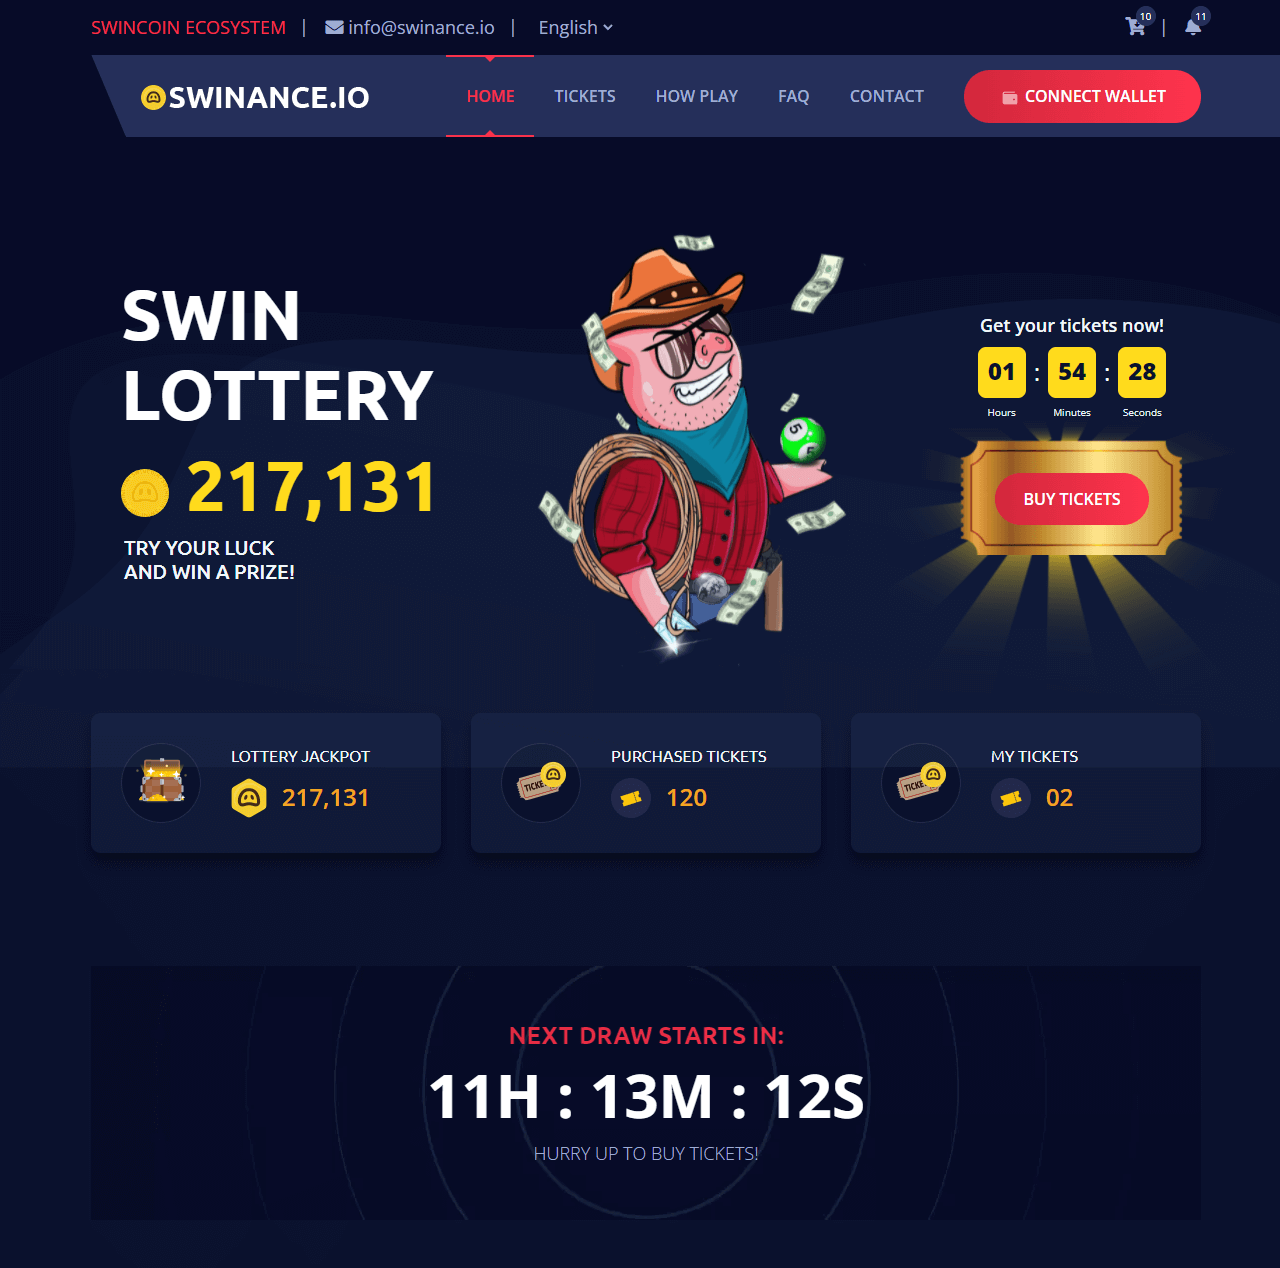 SWINCOIN ECOSYSTEM | info@swinance.io | English
10 | 11
SWINANCE.IO
HOME TICKETS HOW PLAY FAQ CONTACT
CONNECT WALLET
SWIN
LOTTERY
217,131
TRY YOUR LUCK
AND WIN A PRIZE!
5
5
Get your tickets now!
01 : 54 : 28
Hours Minutes Seconds
BUY TICKETS
LOTTERY JACKPOT
217,131
PURCHASED TICKETS
120
MY TICKETS
02
NEXT DRAW STARTS IN:
11H : 13M : 12S
HURRY UP TO BUY TICKETS!